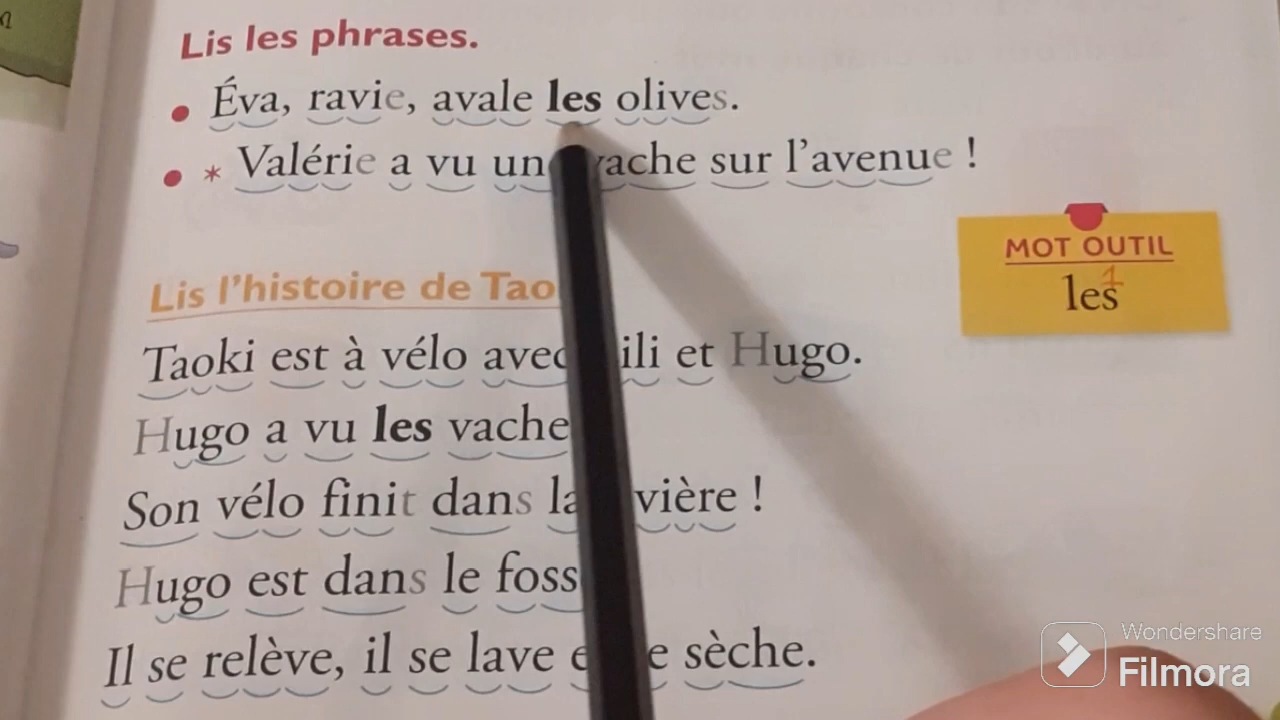 Lis les phrases.
• Éva, ravie, avale les olives.
• * Valérie a vu une vache sur l'avenue !
MOT OUTIL
les
Lis l'histoire de Tao
Taoki est à vélo avec ili et Hugo.
Hugo a vu les vache
Son vélo finit dans la vière !
Hugo est dans le foss
Il se relève, il se lave e e sèche.
Wondershare
Filmora